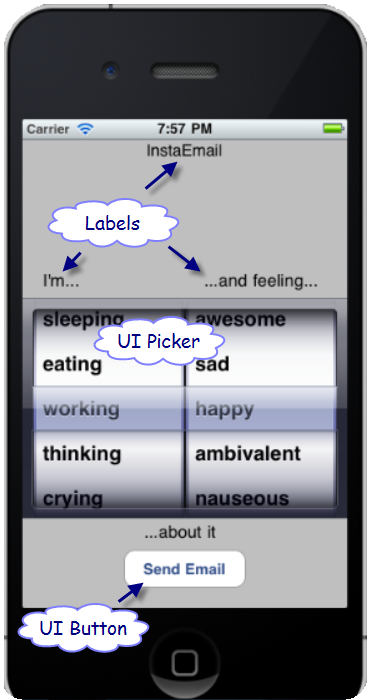 Carrier 7:57 PM
InstaEmail
Labels
I'm... ...and feeling...
sleeping awesome
UI Picker
eating sad
working happy
thinking ambivalent
crying nauseous
...about it
Send Email
UI Button